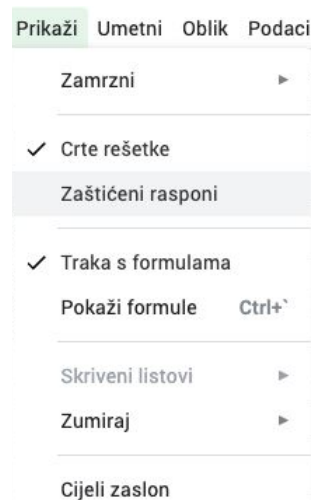 Prikaži Umetni Oblik Podaci
Zamrzni
Crte rešetke
Zaštićeni rasponi
Traka s formulama
Pokaži formule Ctrl+`
Skriveni listovi
Zumiraj
Cijeli zaslon